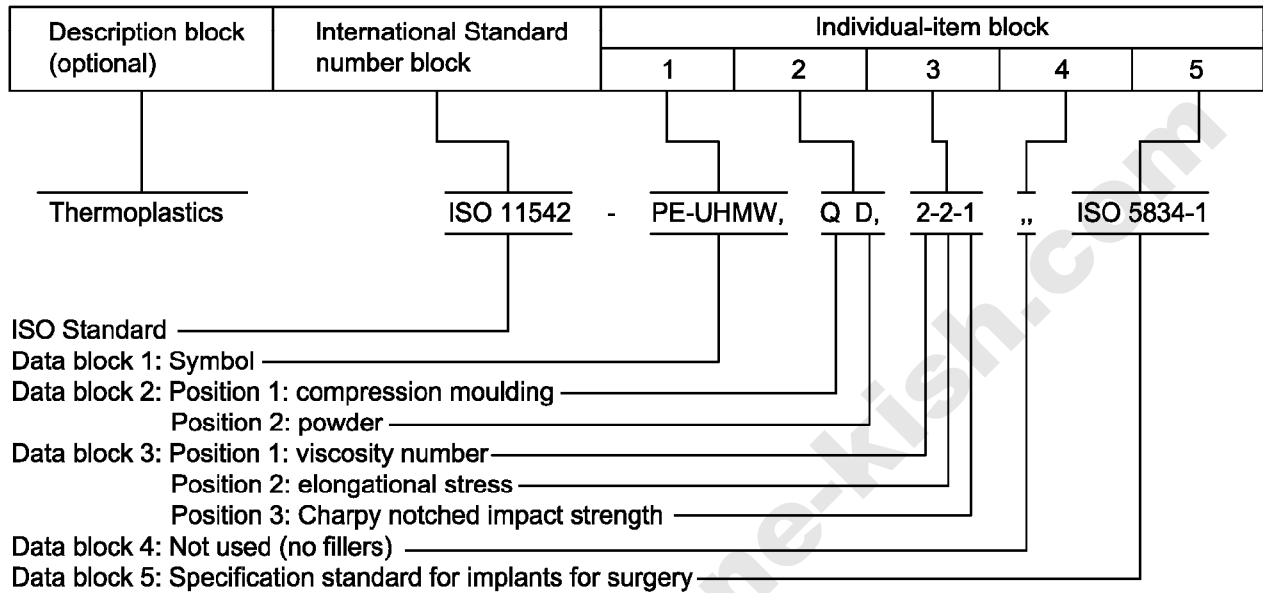 Description block
(optional)
International Standard
number block
Individual-item block
1 2 3 4 5
Thermoplastics ISO 11542 - PE-UHMW, Q D, 2-2-1 ,, ISO 5834-1
ISO Standard
Data block 1: Symbol
Data block 2: Position 1: compression moulding
Position 2: powder
Data block 3: Position 1: viscosity number
Position 2: elongational stress
Position 3: Charpy notched impact strength
Data block 4: Not used (no fillers)
Data block 5: Specification standard for implants for surgery
ne-kish.com